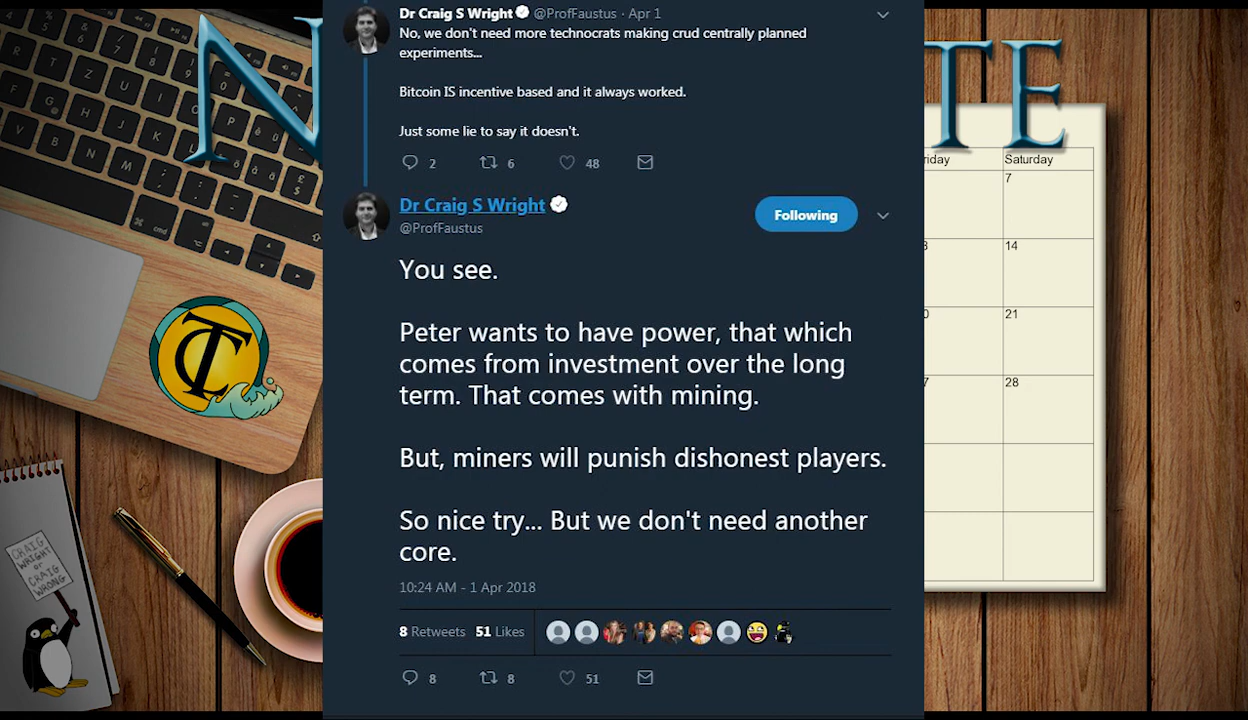 N
TE
Dr Craig S Wright @ProfFaustus · Apr 1
No, we don't need more technocrats making crud centrally planned
experiments...
Bitcoin IS incentive based and it always worked.
Just some lie to say it doesn't.
2 6 48
Dr Craig S Wright
@ProfFaustus
Following
You see.
Peter wants to have power, that which
comes from investment over the long
term. That comes with mining.
But, miners will punish dishonest players.
So nice try... But we don't need another
core.
10:24 AM - 1 Apr 2018
8 Retweets 51 Likes
8 8 51
riday Saturday
7
14
21
28
TC
CRAIG
WRIGHT
or
CRAIG
WRONG